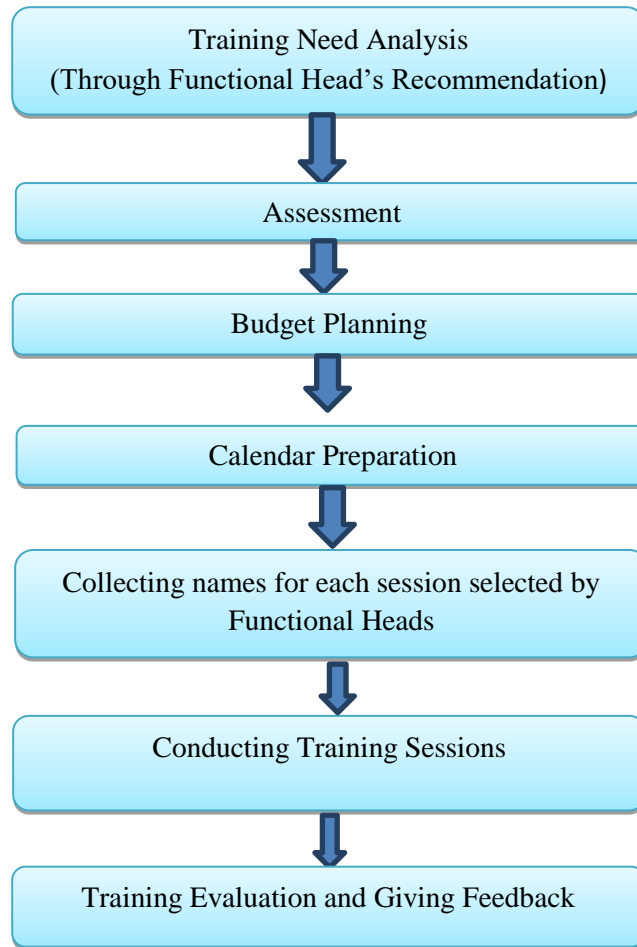 Training Need Analysis
(Through Functional Head’s Recommendation)
Assessment
Budget Planning
Calendar Preparation
Collecting names for each session selected by
Functional Heads
Conducting Training Sessions
Training Evaluation and Giving Feedback